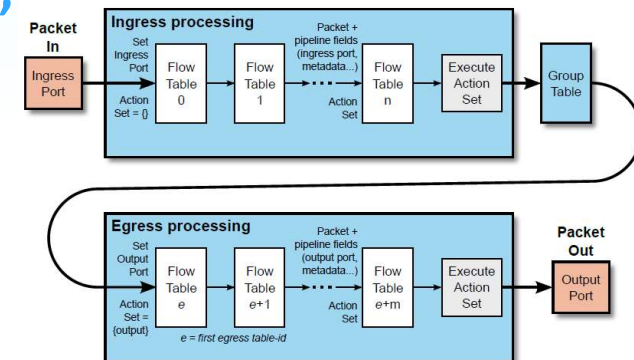 Ingress processing
Packet
In
Ingress
Port
Set
Ingress
Port
Action
Set = {}
Flow
Table
0
Flow
Table
1
Packet +
pipeline fields
(ingress port,
metadata...)
Action
Set
Flow
Table
n
Execute
Action
Set
Group
Table
Egress processing
Set
Output
Port
Action
Set =
{output}
Flow
Table
e
Flow
Table
e+1
e = first egress table-id
Packet +
pipeline fields
(output port,
metadata...)
Action
Set
Flow
Table
e+m
Execute
Action
Set
Packet
Out
Output
Port